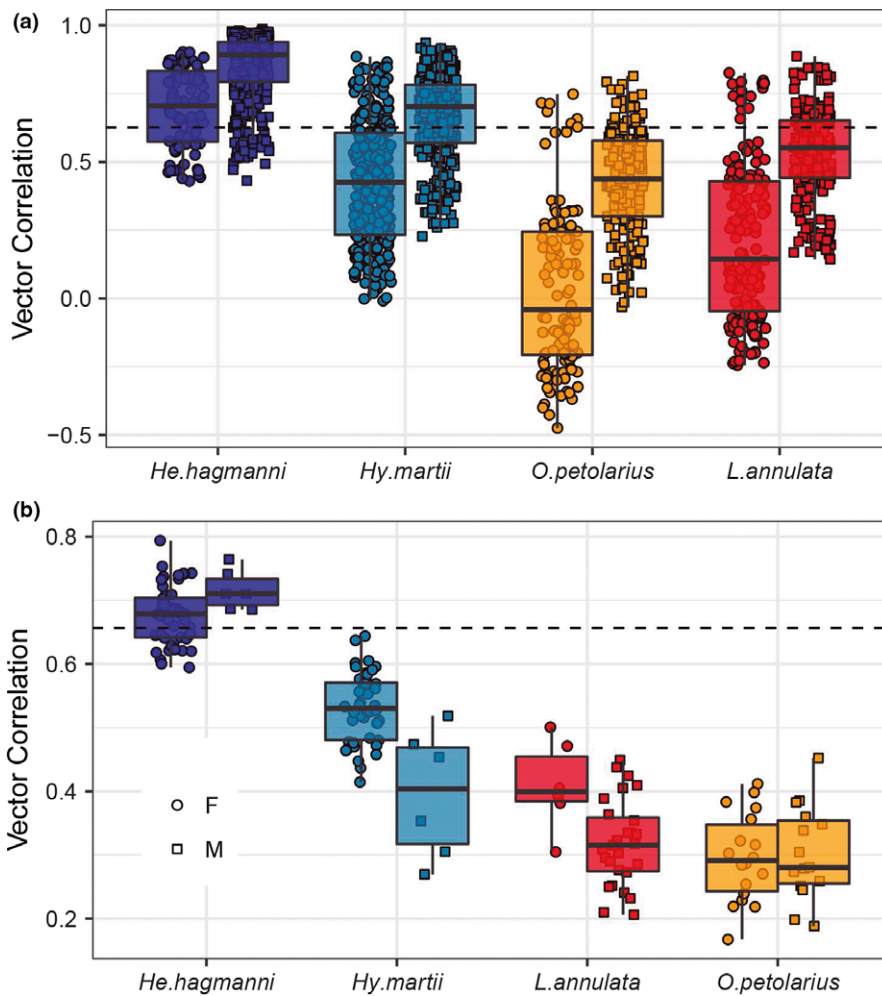 (a)
Vector Correlation
1.0
0.5
0.0
−0.5
He.hagmanni Hy.martii O.petolarius L.annulata
(b)
Vector Correlation
0.8
0.6
0.4
0.2
F
M
He.hagmanni Hy.martii L.annulata O.petolarius